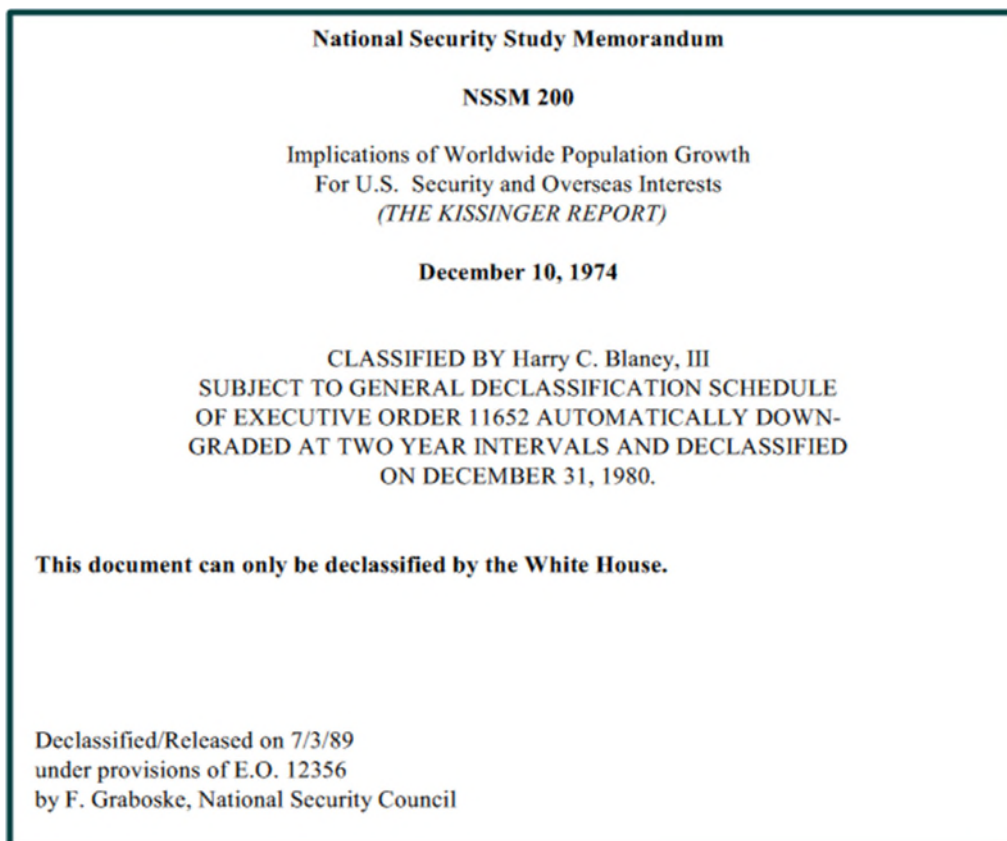 National Security Study Memorandum
NSSM 200
Implications of Worldwide Population Growth
For U.S. Security and Overseas Interests
(THE KISSINGER REPORT)
December 10, 1974
CLASSIFIED BY Harry C. Blaney, III
SUBJECT TO GENERAL DECLASSIFICATION SCHEDULE
OF EXECUTIVE ORDER 11652 AUTOMATICALLY DOWN-
GRADED AT TWO YEAR INTERVALS AND DECLASSIFIED
ON DECEMBER 31, 1980.
This document can only be declassified by the White House.
Declassified/Released on 7/3/89
under provisions of E.O. 12356
by F. Graboske, National Security Council